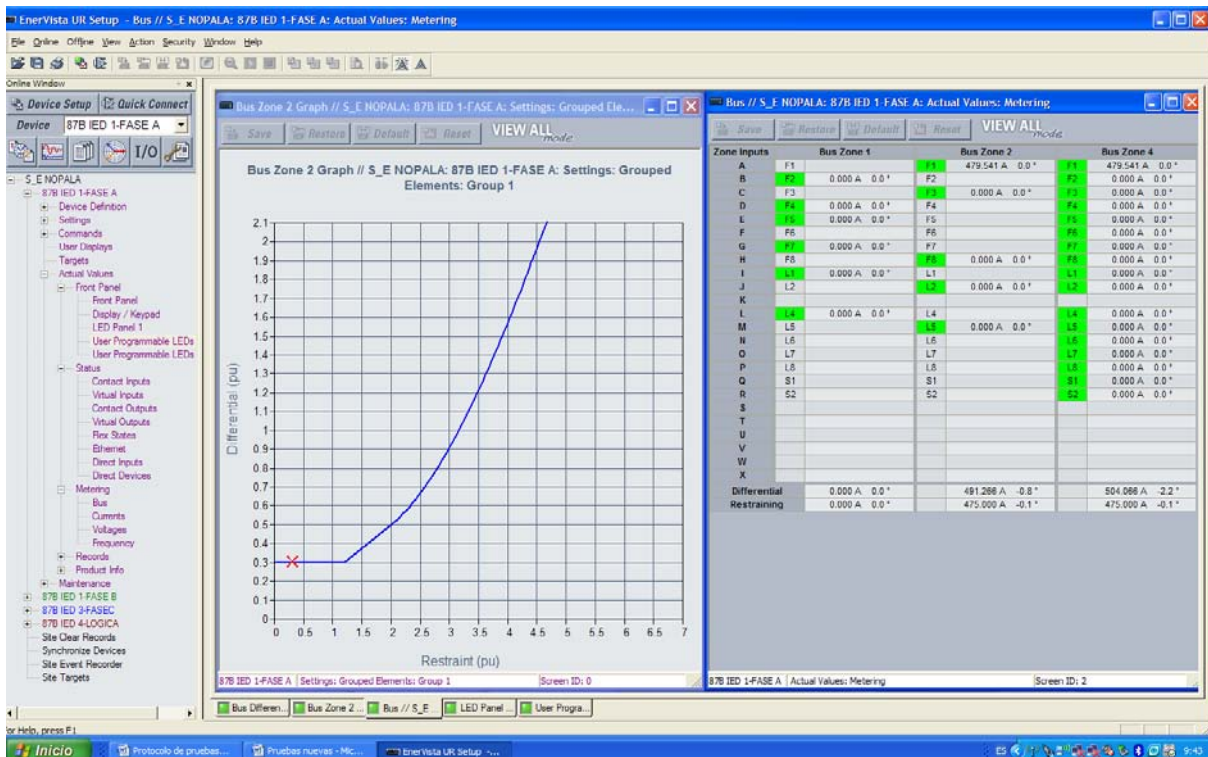 EnerVista UR Setup - Bus // S_E NOPALA: 87B IED 1-FASE A: Actual Values: Metering
File Online Offline View Action Security Window Help
Online Window
Device Setup Quick Connect
Device 87B IED 1-FASE A
I/O
S_E NOPALA
87B IED 1-FASE A
Device Definition
Settings
Commands
User Displays
Targets
Actual Values
Front Panel
Front Panel
Display / Keypad
LED Panel 1
User Programmable LEDs
User Programmable LEDs
Status
Contact Inputs
Virtual Inputs
Contact Outputs
Virtual Outputs
Flex States
Ethernet
Direct Inputs
Direct Devices
Metering
Bus
Currents
Voltages
Frequency
Records
Product Info
Maintenance
87B IED 1-FASE B
87B IED 3-FASEC
87B IED 4-LOGICA
Site Clear Records
Synchronize Devices
Site Event Recorder
Site Targets
Bus Zone 2 Graph // S_E NOPALA: 87B IED 1-FASE A: Settings: Grouped Ele...
Save Restore Default Reset VIEW ALL mode
Bus Zone 2 Graph // S_E NOPALA: 87B IED 1-FASE A: Settings: Grouped
Elements: Group 1
Differential (pu)
2.1
2
1.9
1.8
1.7
1.6
1.5
1.4
1.3
1.2
1.1
1
0.9
0.8
0.7
0.6
0.5
0.4
0.3
0.2
0.1
0
0 0.5 1 1.5 2 2.5 3 3.5 4 4.5 5 5.5 6 6.5 7
Restraint (pu)
87B IED 1-FASE A Settings: Grouped Elements: Group 1 Screen ID: 0
Bus // S_E NOPALA: 87B IED 1-FASE A: Actual Values: Metering
Save Restore Default Reset VIEW ALL mode
Zone Inputs Bus Zone 1 Bus Zone 2 Bus Zone 4
A F1 F1 479.541 A 0.0 ° F1 479.541 A 0.0 °
B F2 0.000 A 0.0 ° F2 F2 0.000 A 0.0 °
C F3 F3 0.000 A 0.0 ° F3 0.000 A 0.0 °
D F4 0.000 A 0.0 ° F4 F4 0.000 A 0.0 °
E F5 0.000 A 0.0 ° F5 F5 0.000 A 0.0 °
F F6 F6 F6 0.000 A 0.0 °
G F7 0.000 A 0.0 ° F7 F7 0.000 A 0.0 °
H F8 F8 0.000 A 0.0 ° F8 0.000 A 0.0 °
I L1 0.000 A 0.0 ° L1 L1 0.000 A 0.0 °
J L2 L2 0.000 A 0.0 ° L2 0.000 A 0.0 °
K
L L4 0.000 A 0.0 ° L4 L4 0.000 A 0.0 °
M L5 L5 0.000 A 0.0 ° L5 0.000 A 0.0 °
N L6 L6 L6 0.000 A 0.0 °
O L7 L7 L7 0.000 A 0.0 °
P L8 L8 L8 0.000 A 0.0 °
Q S1 S1 S1 0.000 A 0.0 °
R S2 S2 S2 0.000 A 0.0 °
S
T
U
V
W
X
Differential 0.000 A 0.0 ° 491.266 A -0.8 ° 504.066 A -2.2 °
Restraining 0.000 A 0.0 ° 475.000 A -0.1 ° 475.000 A -0.1 °
87B IED 1-FASE A Actual Values: Metering Screen ID: 2
Bus Differen... Bus Zone 2 ... Bus // S_E ... LED Panel ... User Progra...
or Help, press F1
Inicio Protocolo de pruebas... Pruebas nuevas - Mic... EnerVista UR Setup -... ES 9:43